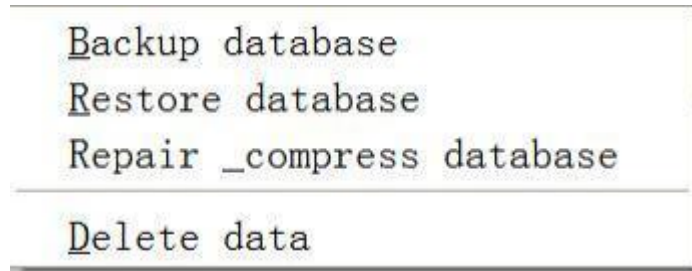 Backup database
Restore database
Repair _compress database
Delete data